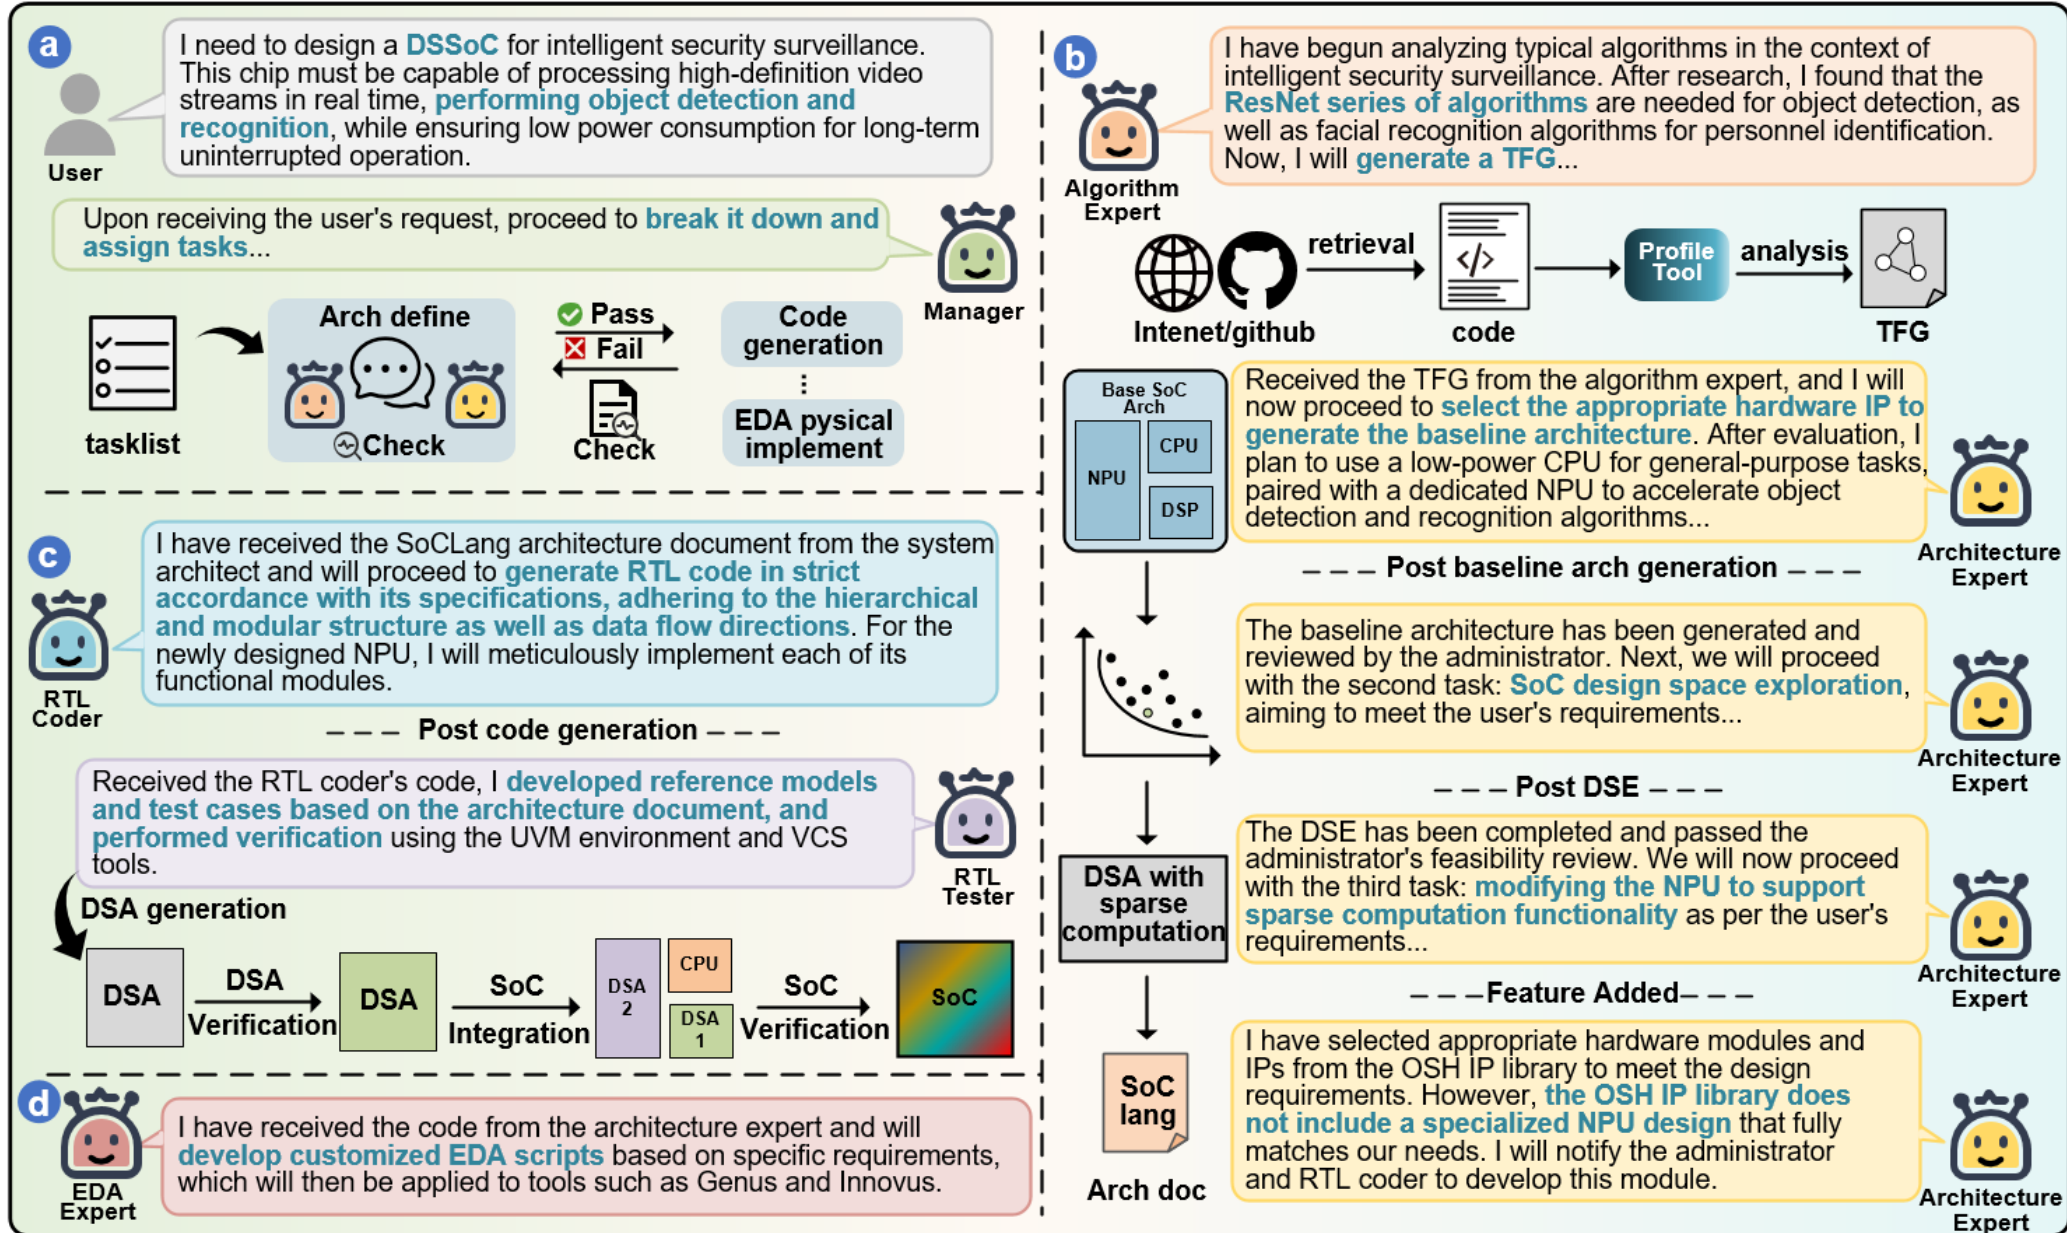 a
I need to design a DSSoC for intelligent security surveillance.
This chip must be capable of processing high-definition video
streams in real time, performing object detection and
recognition, while ensuring low power consumption for long-term
uninterrupted operation.
User
Upon receiving the user's request, proceed to break it down and
assign tasks...
Manager
tasklist
Arch define
Check
Pass
Fail
Check
Code
generation
EDA pysical
implement
b
I have begun analyzing typical algorithms in the context of
intelligent security surveillance. After research, I found that the
ResNet series of algorithms are needed for object detection, as
well as facial recognition algorithms for personnel identification.
Now, I will generate a TFG...
Algorithm
Expert
Intenet/github
retrieval
</>
code
Profile
Tool
analysis
TFG
Base SoC
Arch
NPU
CPU
DSP
Received the TFG from the algorithm expert, and I will
now proceed to select the appropriate hardware IP to
generate the baseline architecture. After evaluation, I
plan to use a low-power CPU for general-purpose tasks,
paired with a dedicated NPU to accelerate object
detection and recognition algorithms...
Architecture
Expert
Post baseline arch generation
The baseline architecture has been generated and
reviewed by the administrator. Next, we will proceed
with the second task: SoC design space exploration,
aiming to meet the user's requirements...
Architecture
Expert
Post DSE
DSA with
sparse
computation
The DSE has been completed and passed the
administrator's feasibility review. We will now proceed
with the third task: modifying the NPU to support
sparse computation functionality as per the user's
requirements...
Architecture
Expert
Feature Added
SoC
lang
Arch doc
I have selected appropriate hardware modules and
IPs from the OSH IP library to meet the design
requirements. However, the OSH IP library does
not include a specialized NPU design that fully
matches our needs. I will notify the administrator
and RTL coder to develop this module.
Architecture
Expert
c
I have received the SoCLang architecture document from the system
architect and will proceed to generate RTL code in strict
accordance with its specifications, adhering to the hierarchical
and modular structure as well as data flow directions. For the
newly designed NPU, I will meticulously implement each of its
functional modules.
RTL
Coder
Post code generation
Received the RTL coder's code, I developed reference models
and test cases based on the architecture document, and
performed verification using the UVM environment and VCS
tools.
RTL
Tester
DSA generation
DSA
DSA
Verification
DSA
SoC
Integration
DSA
2
CPU
DSA
1
SoC
Verification
SoC
d
I have received the code from the architecture expert and will
develop customized EDA scripts based on specific requirements,
which will then be applied to tools such as Genus and Innovus.
EDA
Expert